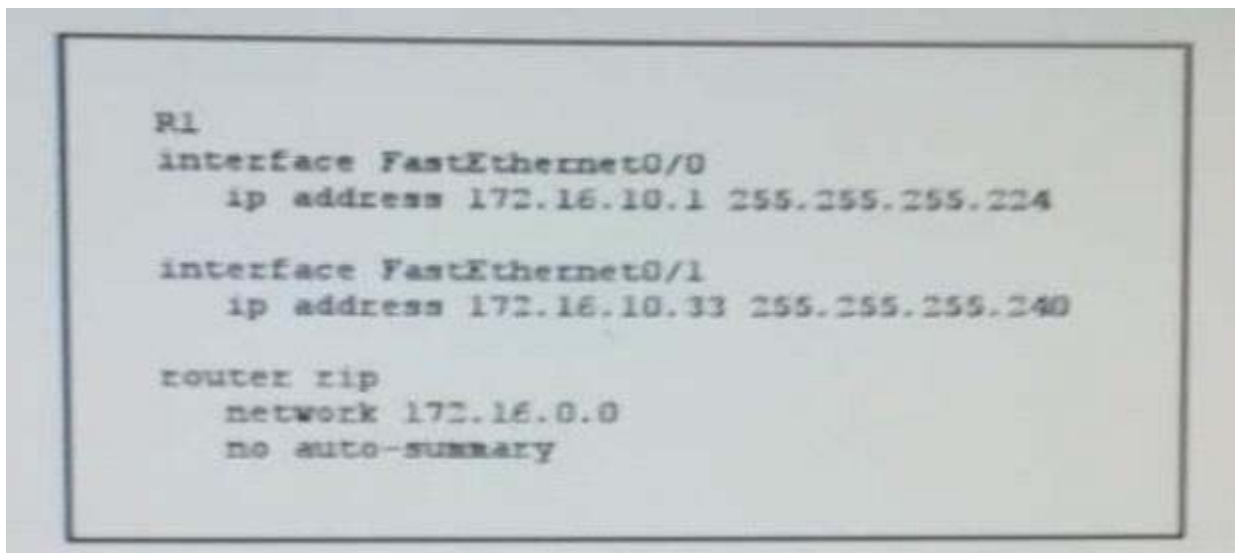 R1
interface FastEthernet0/0
ip address 172.16.10.1 255.255.255.224
interface FastEthernet0/1
ip address 172.16.10.33 255.255.255.240
router rip
network 172.16.0.0
no auto-summary